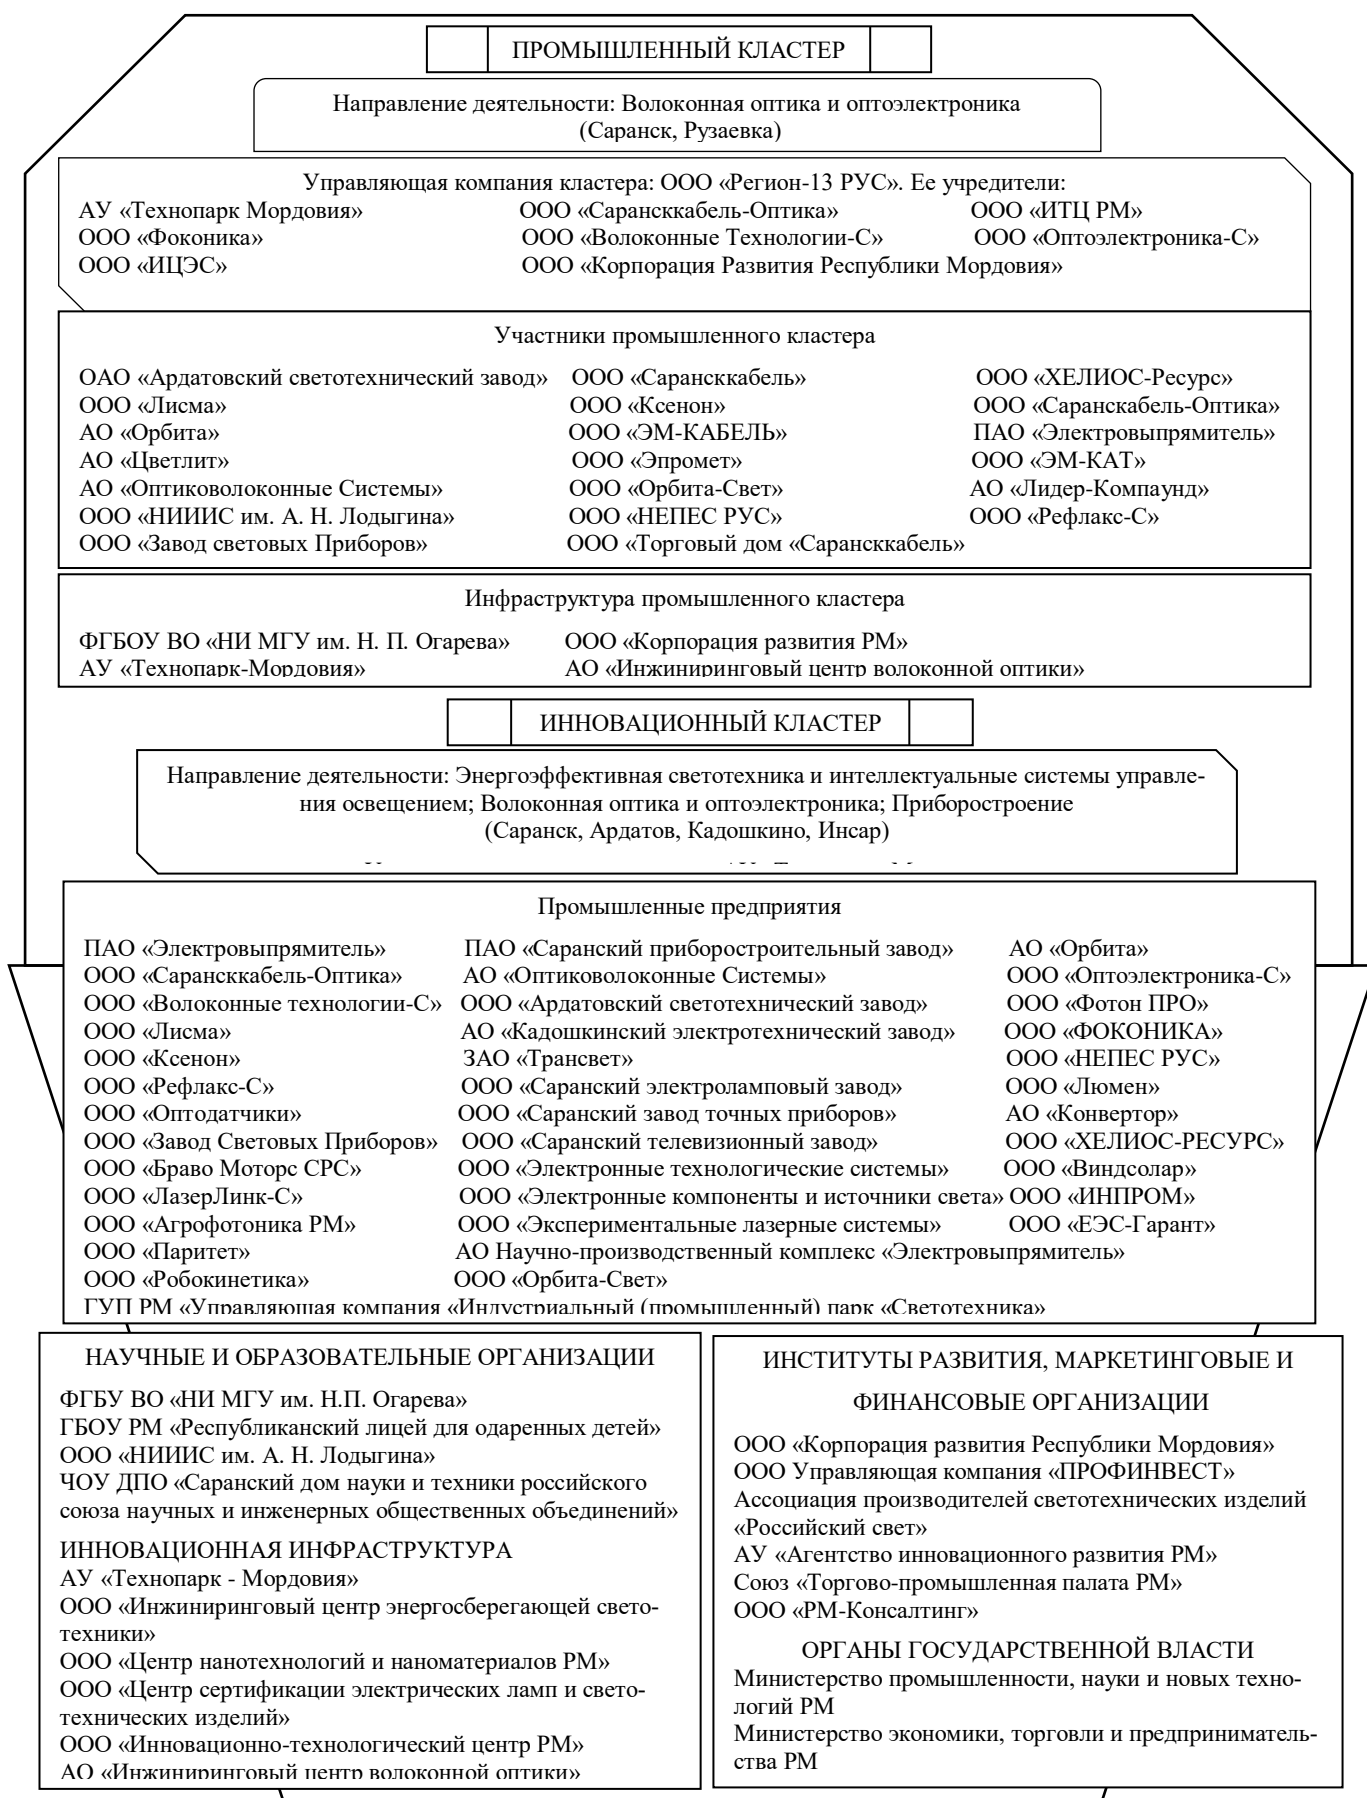 ПРОМЫШЛЕННЫЙ КЛАСТЕР
Направление деятельности: Волоконная оптика и оптоэлектроника
(Саранск, Рузаевка)
Управляющая компания кластера: ООО «Регион-13 РУС». Ее учредители:
АУ «Технопарк Мордовия» ООО «Сарансккабель-Оптика» ООО «ИТЦ РМ»
ООО «Фоконика» ООО «Волоконные Технологии-С» ООО «Оптоэлектроника-С»
ООО «ИЦЭС» ООО «Корпорация Развития Республики Мордовия»
Участники промышленного кластера
ОАО «Ардатовский светотехнический завод» ООО «Сарансккабель» ООО «ХЕЛИОС-Ресурс»
ООО «Лисма» ООО «Ксенон» ООО «Саранскабель-Оптика»
АО «Орбита» ООО «ЭМ-КАБЕЛЬ» ПАО «Электровыпрямитель»
АО «Цветлит» ООО «Эпромет» ООО «ЭМ-КАТ»
АО «Оптиковолоконные Системы» ООО «Орбита-Свет» АО «Лидер-Компаунд»
ООО «НИИИС им. А. Н. Лодыгина» ООО «НЕПЕС РУС» ООО «Рефлакс-С»
ООО «Завод световых Приборов» ООО «Торговый дом «Сарансккабель»
Инфраструктура промышленного кластера
ФГБОУ ВО «НИ МГУ им. Н. П. Огарева» ООО «Корпорация развития РМ»
АУ «Технопарк-Мордовия» АО «Инжиниринговый центр волоконной оптики»
ИННОВАЦИОННЫЙ КЛАСТЕР
Направление деятельности: Энергоэффективная светотехника и интеллектуальные системы управле-
ния освещением; Волоконная оптика и оптоэлектроника; Приборостроение
(Саранск, Ардатов, Кадошкино, Инсар)
Промышленные предприятия
ПАО «Электровыпрямитель» ПАО «Саранский приборостроительный завод» АО «Орбита»
ООО «Сарансккабель-Оптика» АО «Оптиковолоконные Системы» ООО «Оптоэлектроника-С»
ООО «Волоконные технологии-С» ООО «Ардатовский светотехнический завод» ООО «Фотон ПРО»
ООО «Лисма» АО «Кадошкинский электротехнический завод» ООО «ФОКОНИКА»
ООО «Ксенон» ЗАО «Трансвет» ООО «НЕПЕС РУС»
ООО «Рефлакс-С» ООО «Саранский электроламповый завод» ООО «Люмен»
ООО «Оптодатчики» ООО «Саранский завод точных приборов» АО «Конвертор»
ООО «Завод Световых Приборов» ООО «Саранский телевизионный завод» ООО «ХЕЛИОС-РЕСУРС»
ООО «Браво Моторс СРС» ООО «Электронные технологические системы» ООО «Виндсолар»
ООО «ЛазерЛинк-С» ООО «Электронные компоненты и источники света» ООО «ИНПРОМ»
ООО «Агрофотоника РМ» ООО «Экспериментальные лазерные системы» ООО «ЕЭС-Гарант»
ООО «Паритет» АО Научно-производственный комплекс «Электровыпрямитель»
ООО «Робокинетика» ООО «Орбита-Свет»
ГУП РМ «Управляющая компания «Индустриальный (промышленный) парк «Светотехника»
НАУЧНЫЕ И ОБРАЗОВАТЕЛЬНЫЕ ОРГАНИЗАЦИИ
ФГБУ ВО «НИ МГУ им. Н.П. Огарева»
ГБОУ РМ «Республиканский лицей для одаренных детей»
ООО «НИИИС им. А. Н. Лодыгина»
ЧОУ ДПО «Саранский дом науки и техники российского
союза научных и инженерных общественных объединений»
ИННОВАЦИОННАЯ ИНФРАСТРУКТУРА
АУ «Технопарк - Мордовия»
ООО «Инжиниринговый центр энергосберегающей свето-
техники»
ООО «Центр нанотехнологий и наноматериалов РМ»
ООО «Центр сертификации электрических ламп и свето-
технических изделий»
ООО «Инновационно-технологический центр РМ»
АО «Инжиниринговый центр волоконной оптики»
ИНСТИТУТЫ РАЗВИТИЯ, МАРКЕТИНГОВЫЕ И
ФИНАНСОВЫЕ ОРГАНИЗАЦИИ
ООО «Корпорация развития Республики Мордовия»
ООО Управляющая компания «ПРОФИНВЕСТ»
Ассоциация производителей светотехнических изделий
«Российский свет»
АУ «Агентство инновационного развития РМ»
Союз «Торгово-промышленная палата РМ»
ООО «РМ-Консалтинг»
ОРГАНЫ ГОСУДАРСТВЕННОЙ ВЛАСТИ
Министерство промышленности, науки и новых техно-
логий РМ
Министерство экономики, торговли и предприниматель-
ства РМ